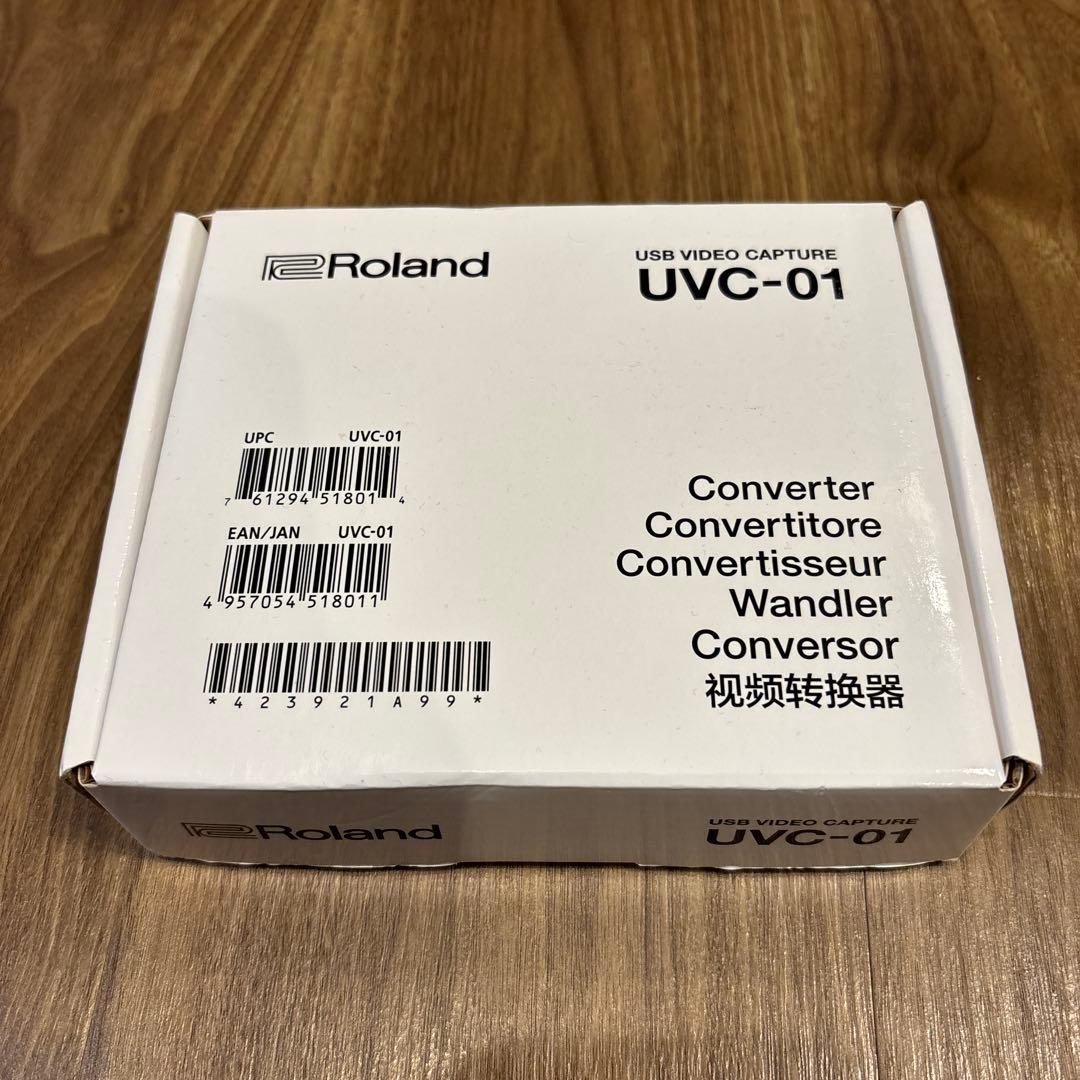 Roland
USB VIDEO CAPTURE
UVC-01
UPC UVC-01
7 61294 51801 4
EAN/JAN UVC-01
4 957054 518011
*423921A99*
Converter
Convertitore
Convertisseur
Wandler
Conversor
视频转换器
Roland
USB VIDEO CAPTURE
UVC-01